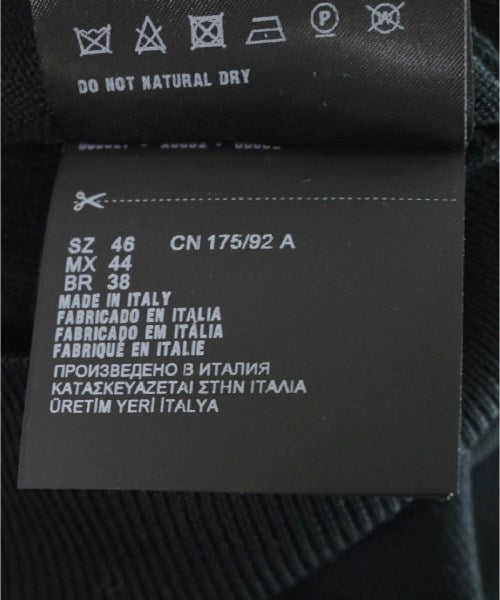 DO NOT NATURAL DRY
SZ 46 CN 175/92 A
MX 44
BR 38
MADE IN ITALY
FABRICADO EN ITALIA
FABRICADO EM ITÁLIA
FABRIQUÉ EN ITALIE
ПРОИЗВЕДЕНО В ИТАЛИЯ
ΚΑΤΑΣΚΕΥΑΖΕΤΑΙ ΣΤΗΝ ΙΤΑΛΙΑ
ÜRETİM YERİ İTALYA